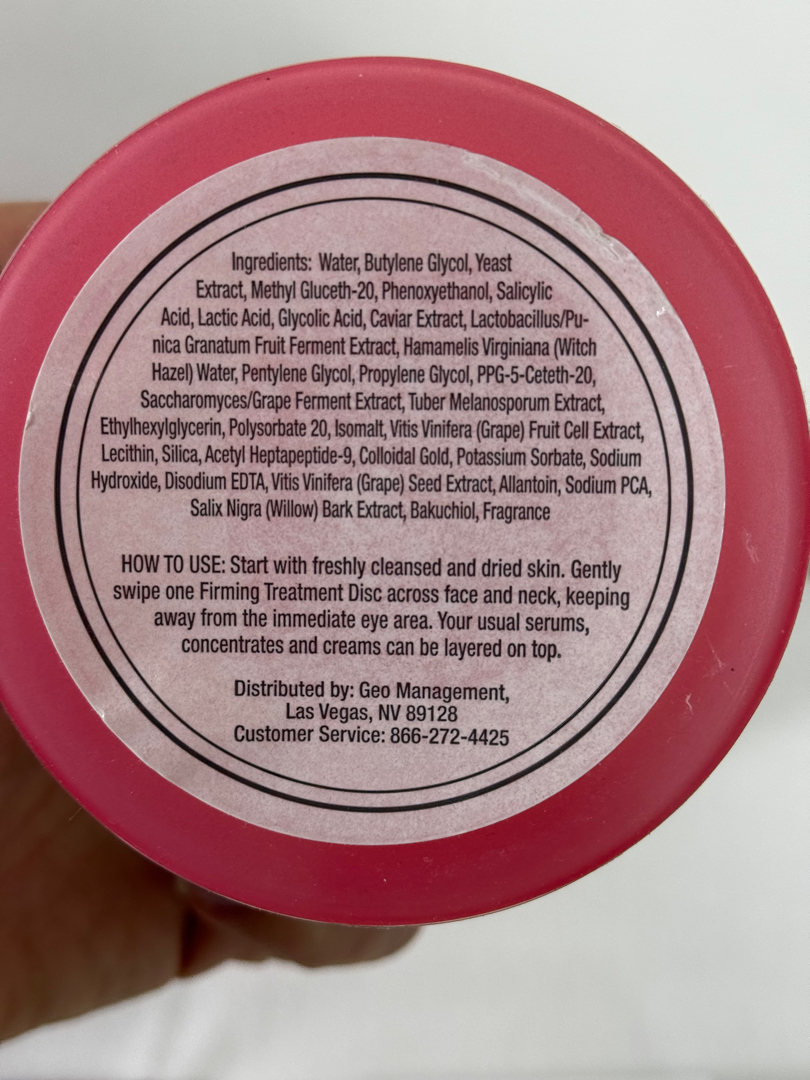 Ingredients: Water, Butylene Glycol, Yeast
Extract, Methyl Gluceth-20, Phenoxyethanol, Salicylic
Acid, Lactic Acid, Glycolic Acid, Caviar Extract, Lactobacillus/Pu-
nica Granatum Fruit Ferment Extract, Hamamelis Virginiana (Witch
Hazel) Water, Pentylene Glycol, Propylene Glycol, PPG-5-Ceteth-20,
Saccharomyces/Grape Ferment Extract, Tuber Melanosporum Extract,
Ethylhexylglycerin, Polysorbate 20, Isomalt, Vitis Vinifera (Grape) Fruit Cell Extract,
Lecithin, Silica, Acetyl Heptapeptide-9, Colloidal Gold, Potassium Sorbate, Sodium
Hydroxide, Disodium EDTA, Vitis Vinifera (Grape) Seed Extract, Allantoin, Sodium PCA,
Salix Nigra (Willow) Bark Extract, Bakuchiol, Fragrance
HOW TO USE: Start with freshly cleansed and dried skin. Gently
swipe one Firming Treatment Disc across face and neck, keeping
away from the immediate eye area. Your usual serums,
concentrates and creams can be layered on top.
Distributed by: Geo Management,
Las Vegas, NV 89128
Customer Service: 866-272-4425